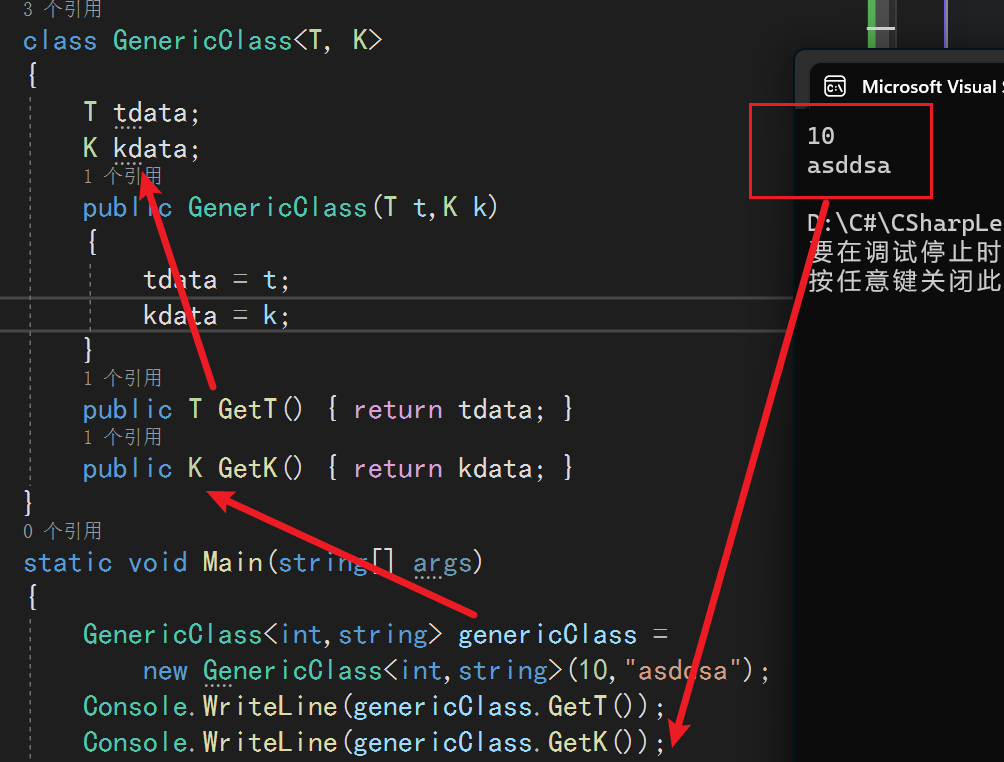 3 个引用
class GenericClass<T, K>
{
T tdata;
K kdata;
1 个引用
public GenericClass(T t,K k)
{
tdata = t;
kdata = k;
}
1 个引用
public T GetT() { return tdata; }
1 个引用
public K GetK() { return kdata; }
}
0 个引用
static void Main(string[] args)
{
GenericClass<int,string> genericClass =
new GenericClass<int,string>(10,"asddsa");
Console.WriteLine(genericClass.GetT());
Console.WriteLine(genericClass.GetK());
Microsoft Visual
10
asddsa
D:\C#\CSharpLe
要在调试停止时
按任意键关闭此